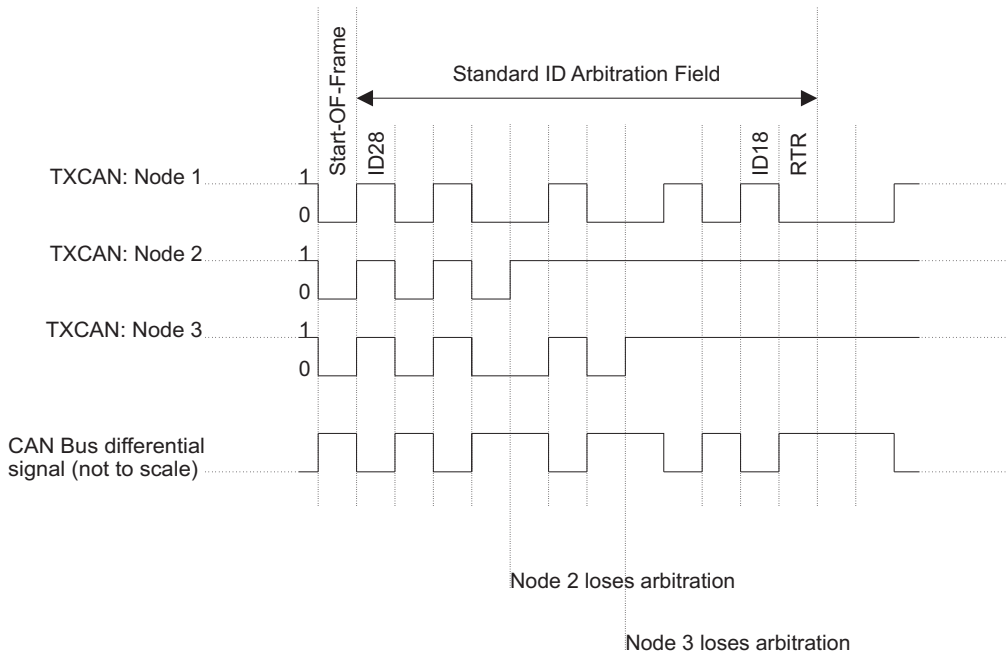 Start-OF-Frame
Standard ID Arbitration Field
ID28
ID18
RTR
TXCAN: Node 1
1
0
TXCAN: Node 2
1
0
TXCAN: Node 3
1
0
CAN Bus differential
signal (not to scale)
Node 2 loses arbitration
Node 3 loses arbitration